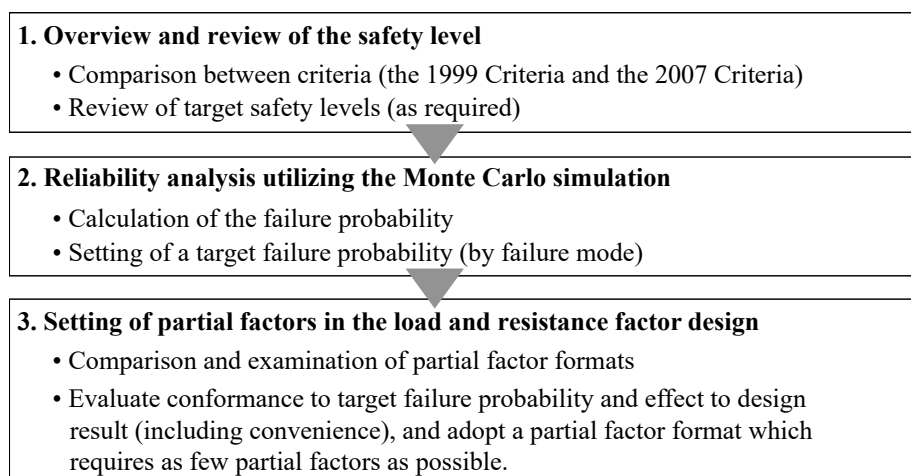 1. Overview and review of the safety level
• Comparison between criteria (the 1999 Criteria and the 2007 Criteria)
• Review of target safety levels (as required)
2. Reliability analysis utilizing the Monte Carlo simulation
• Calculation of the failure probability
• Setting of a target failure probability (by failure mode)
3. Setting of partial factors in the load and resistance factor design
• Comparison and examination of partial factor formats
• Evaluate conformance to target failure probability and effect to design
result (including convenience), and adopt a partial factor format which
requires as few partial factors as possible.